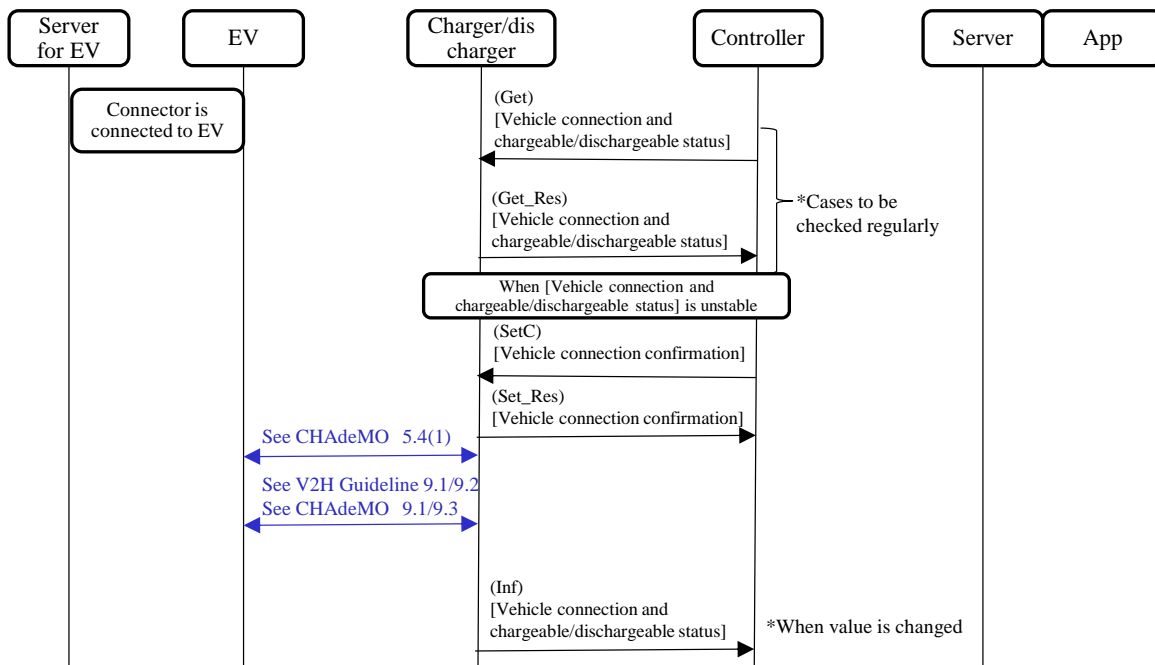 Server
for EV
EV
Charger/dis
charger
Controller
Server
App
Connector is
connected to EV
(Get)
[Vehicle connection and
chargeable/dischargeable status]
(Get_Res)
[Vehicle connection and
chargeable/dischargeable status]
*Cases to be
checked regularly
When [Vehicle connection and
chargeable/dischargeable status] is unstable
(SetC)
[Vehicle connection confirmation]
(Set_Res)
[Vehicle connection confirmation]
See CHAdeMO 5.4(1)
See V2H Guideline 9.1/9.2
See CHAdeMO 9.1/9.3
(Inf)
[Vehicle connection and
chargeable/dischargeable status]
*When value is changed